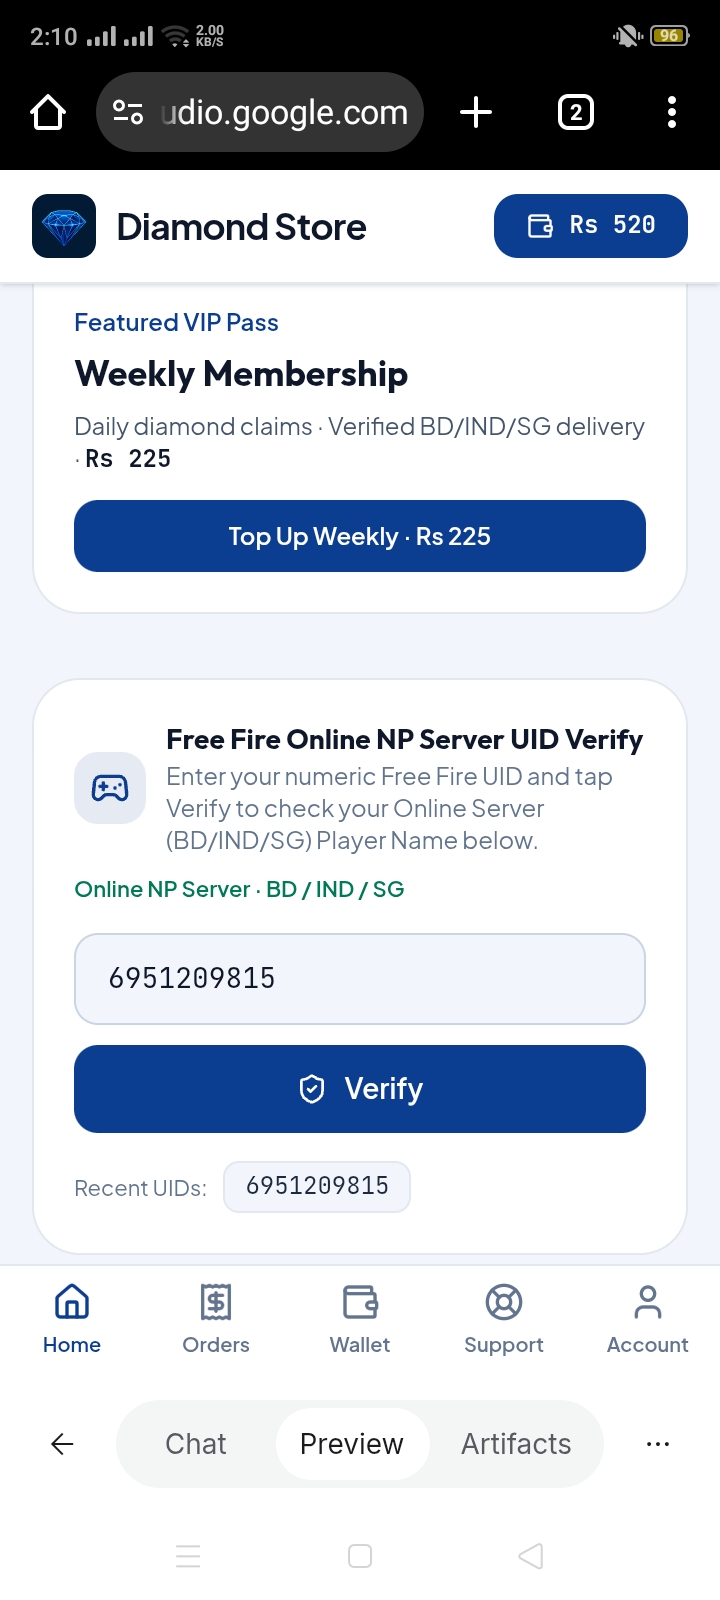 2:10 2.00 KB/S 96
udio.google.com 2
Diamond Store Rs 520
Featured VIP Pass
Weekly Membership
Daily diamond claims · Verified BD/IND/SG delivery
· Rs 225
Top Up Weekly · Rs 225
Free Fire Online NP Server UID Verify
Enter your numeric Free Fire UID and tap
Verify to check your Online Server
(BD/IND/SG) Player Name below.
Online NP Server · BD / IND / SG
6951209815
Verify
Recent UIDs: 6951209815
Home Orders Wallet Support Account
Chat Preview Artifacts